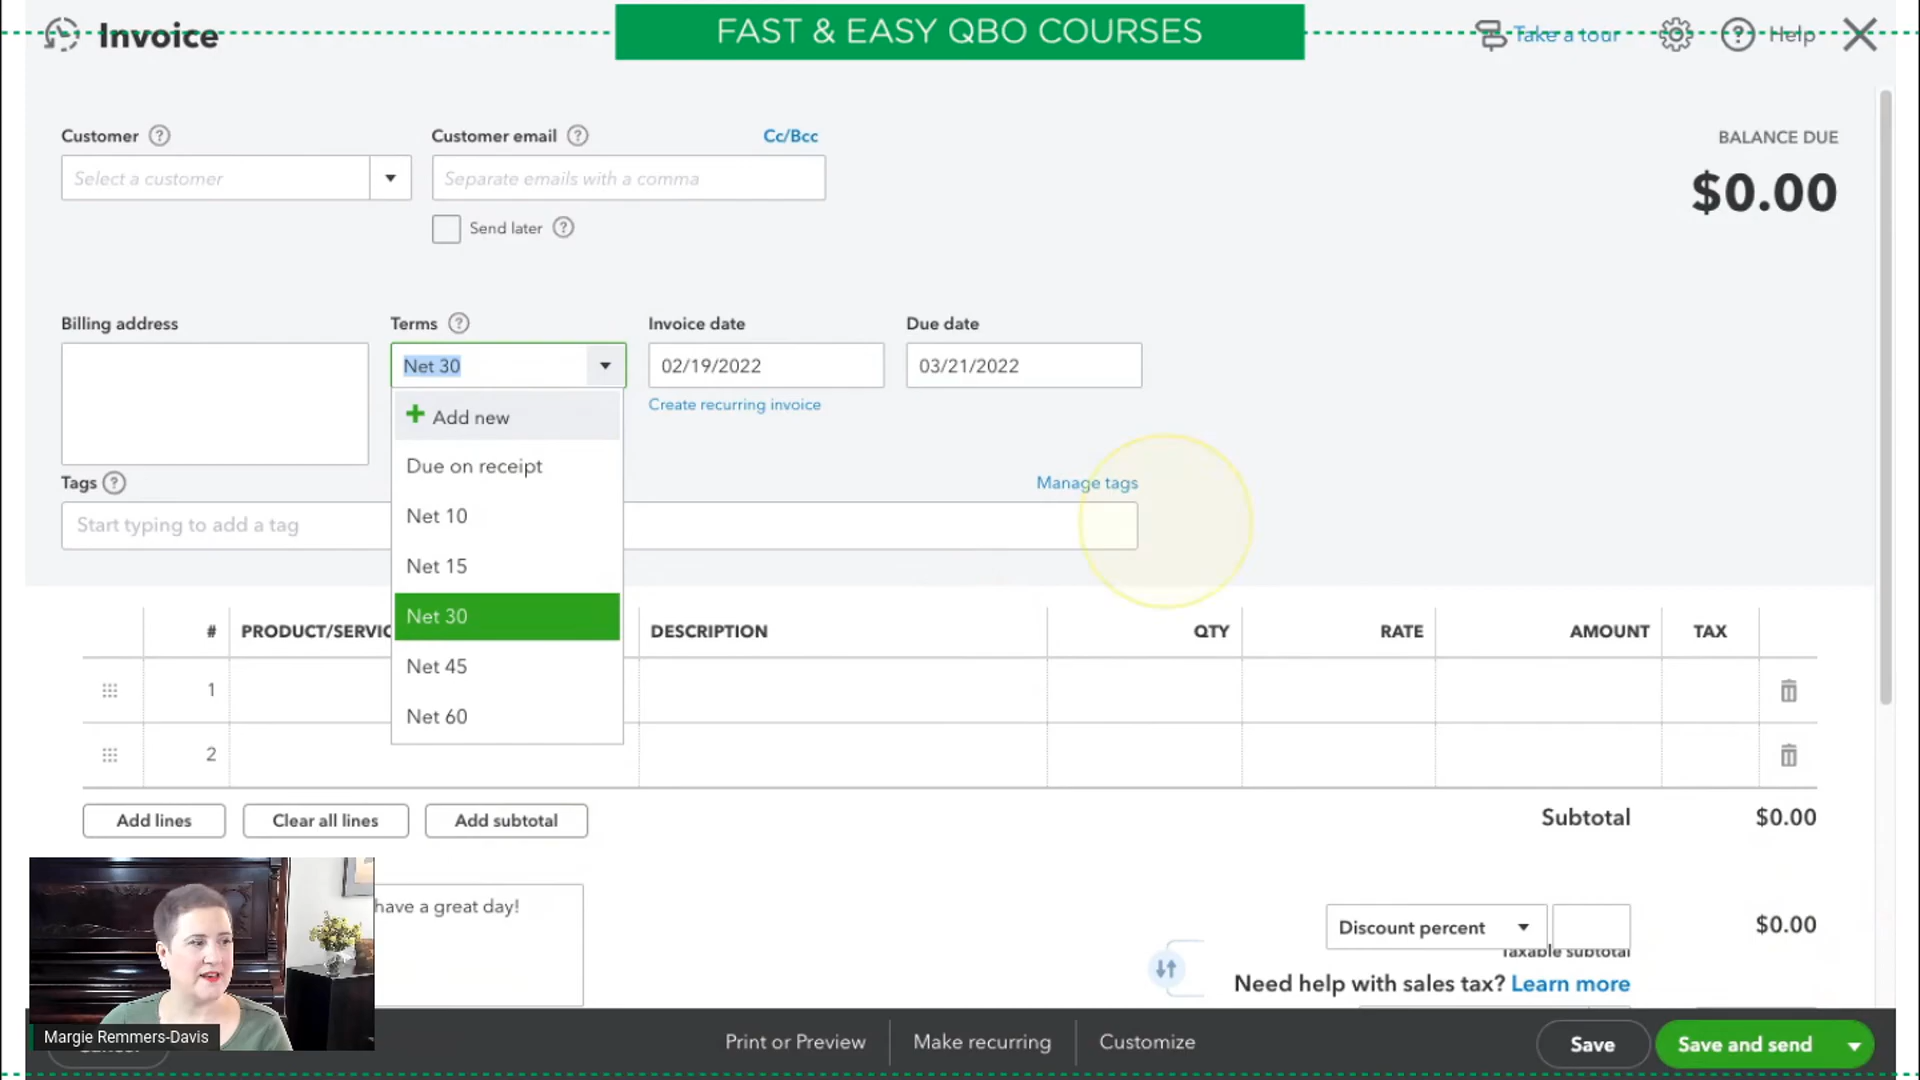 FAST & EASY QBO COURSES
Invoice
Take a tour
Help
Customer
Customer email
Cc/Bcc
BALANCE DUE
Select a customer
Separate emails with a comma
$0.00
Send later
Billing address
Terms
Invoice date
Due date
Net 30
02/19/2022
03/21/2022
Create recurring invoice
+ Add new
Due on receipt
Tags
Manage tags
Start typing to add a tag
Net 10
Net 15
Net 30
Net 45
Net 60
# PRODUCT/SERVIC DESCRIPTION QTY RATE AMOUNT TAX
1
2
Add lines
Clear all lines
Add subtotal
Subtotal $0.00
have a great day!
Discount percent
$0.00
Taxable subtotal
Need help with sales tax? Learn more
Margie Remmers-Davis
Print or Preview
Make recurring
Customize
Save
Save and send